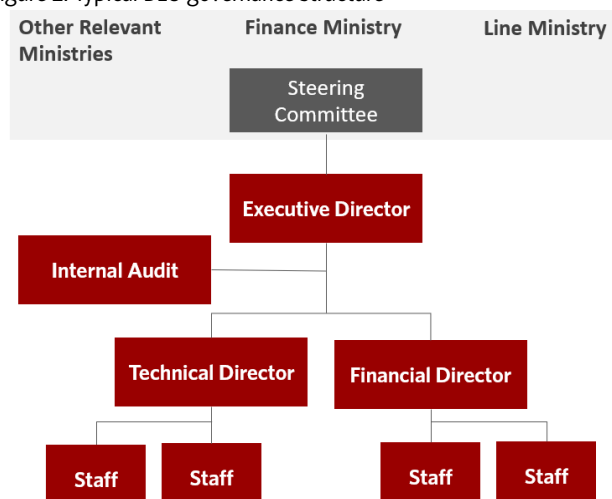 Other Relevant
Ministries
Finance Ministry
Line Ministry
Steering
Committee
Executive Director
Internal Audit
Technical Director
Financial Director
Staff
Staff
Staff
Staff